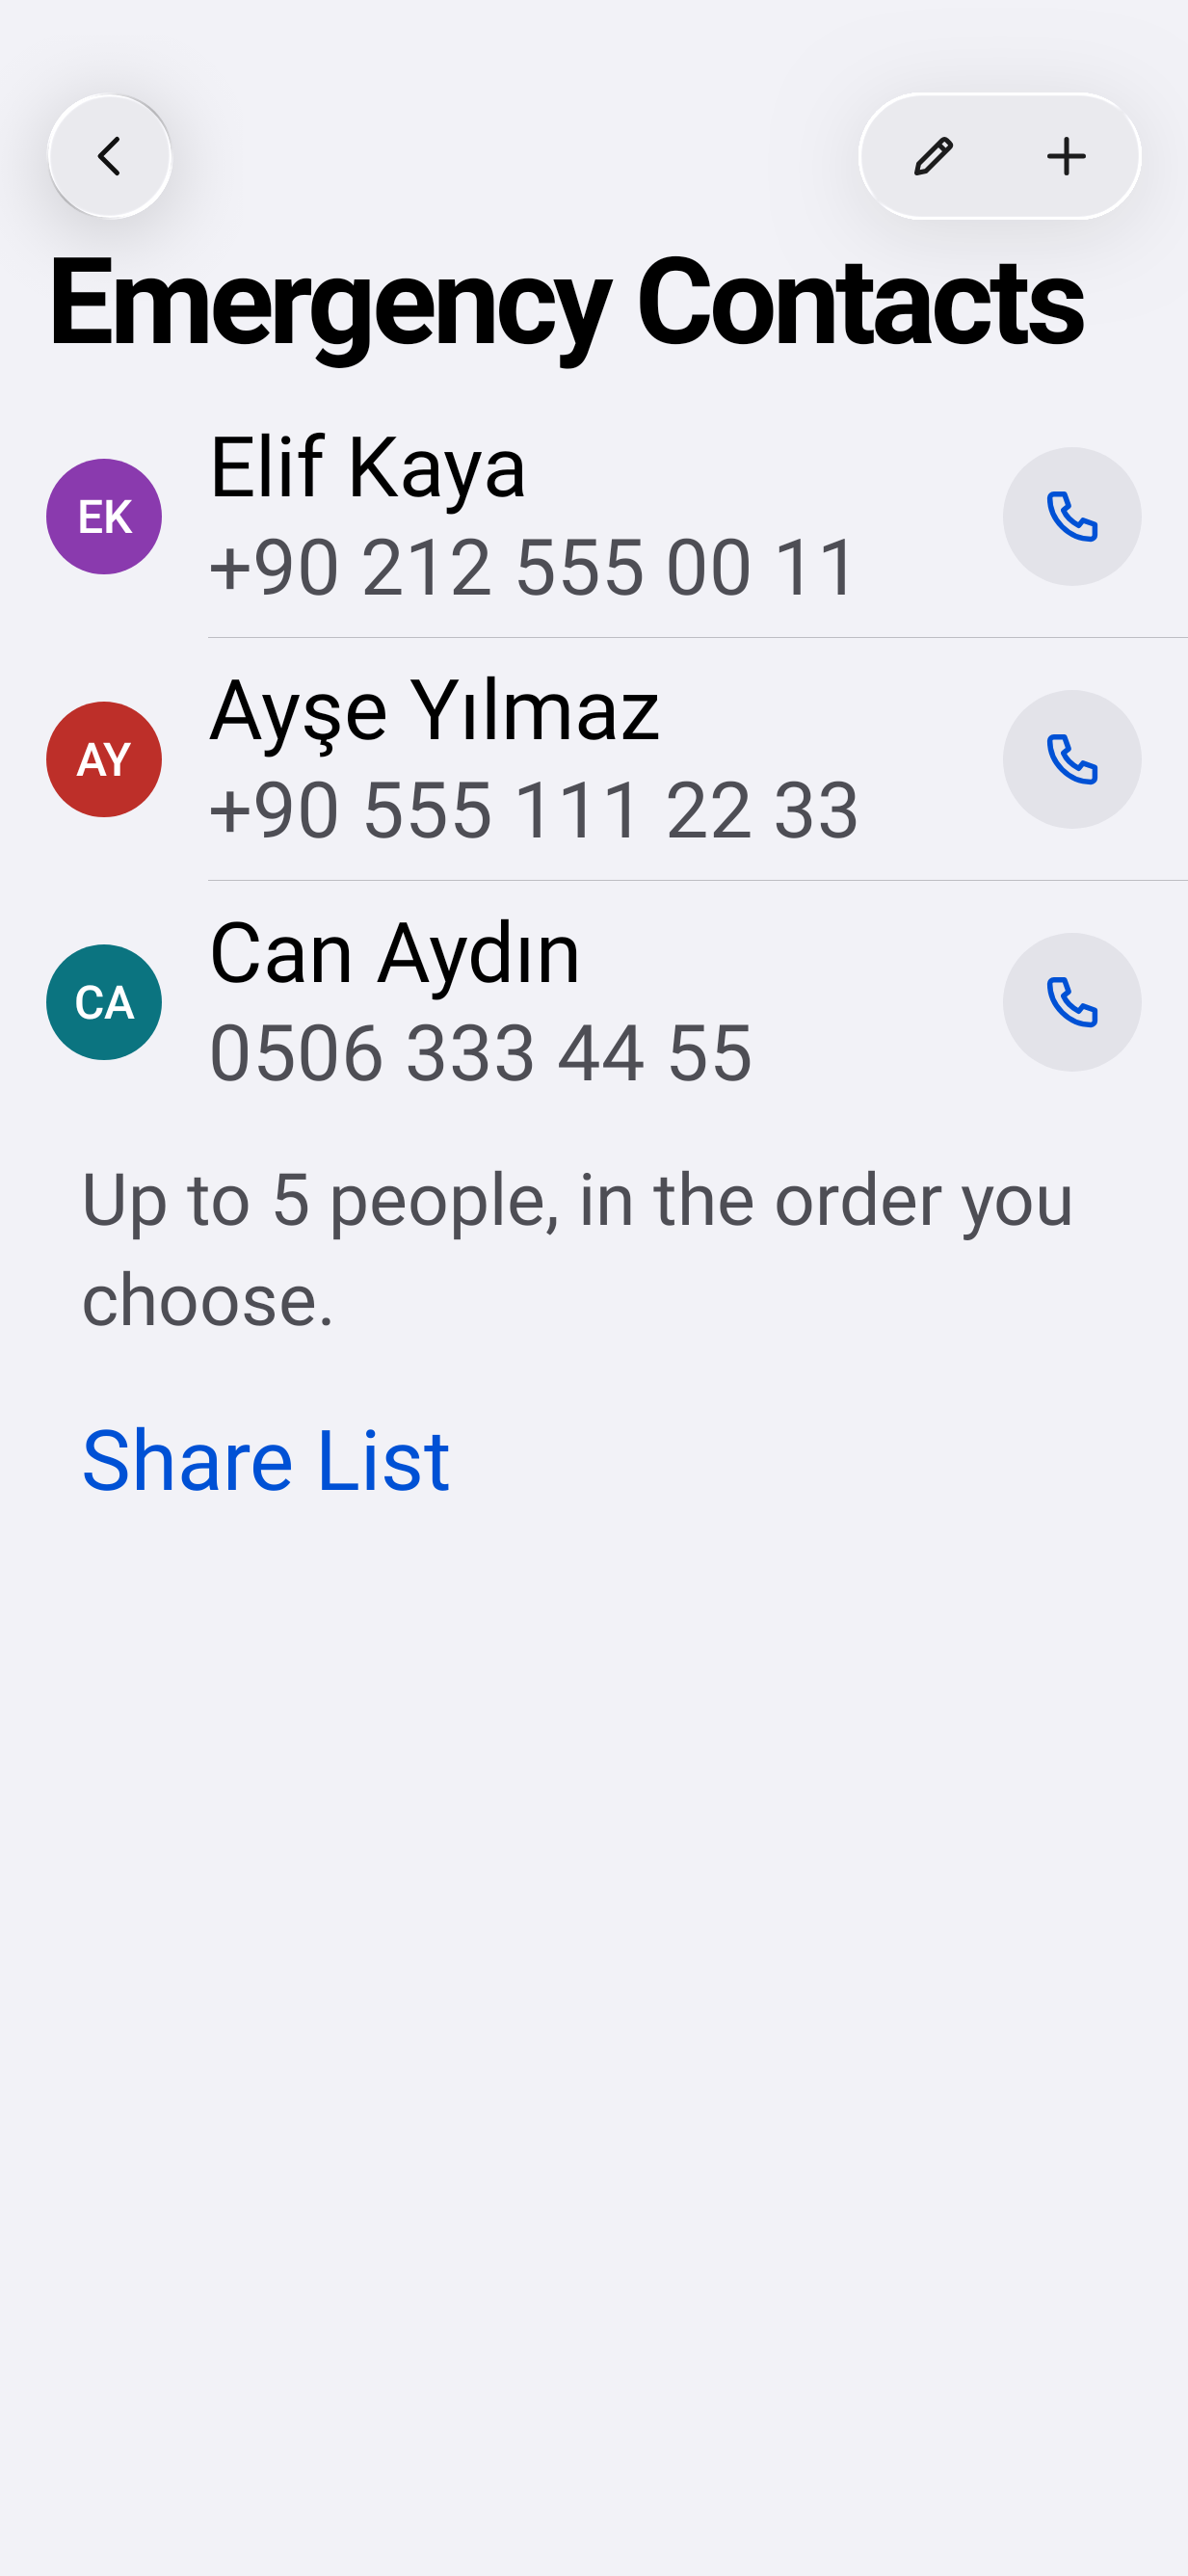 Emergency Contacts
EK
Elif Kaya
+90 212 555 00 11
AY
Ayşe Yılmaz
+90 555 111 22 33
CA
Can Aydın
0506 333 44 55
Up to 5 people, in the order you
choose.
Share List